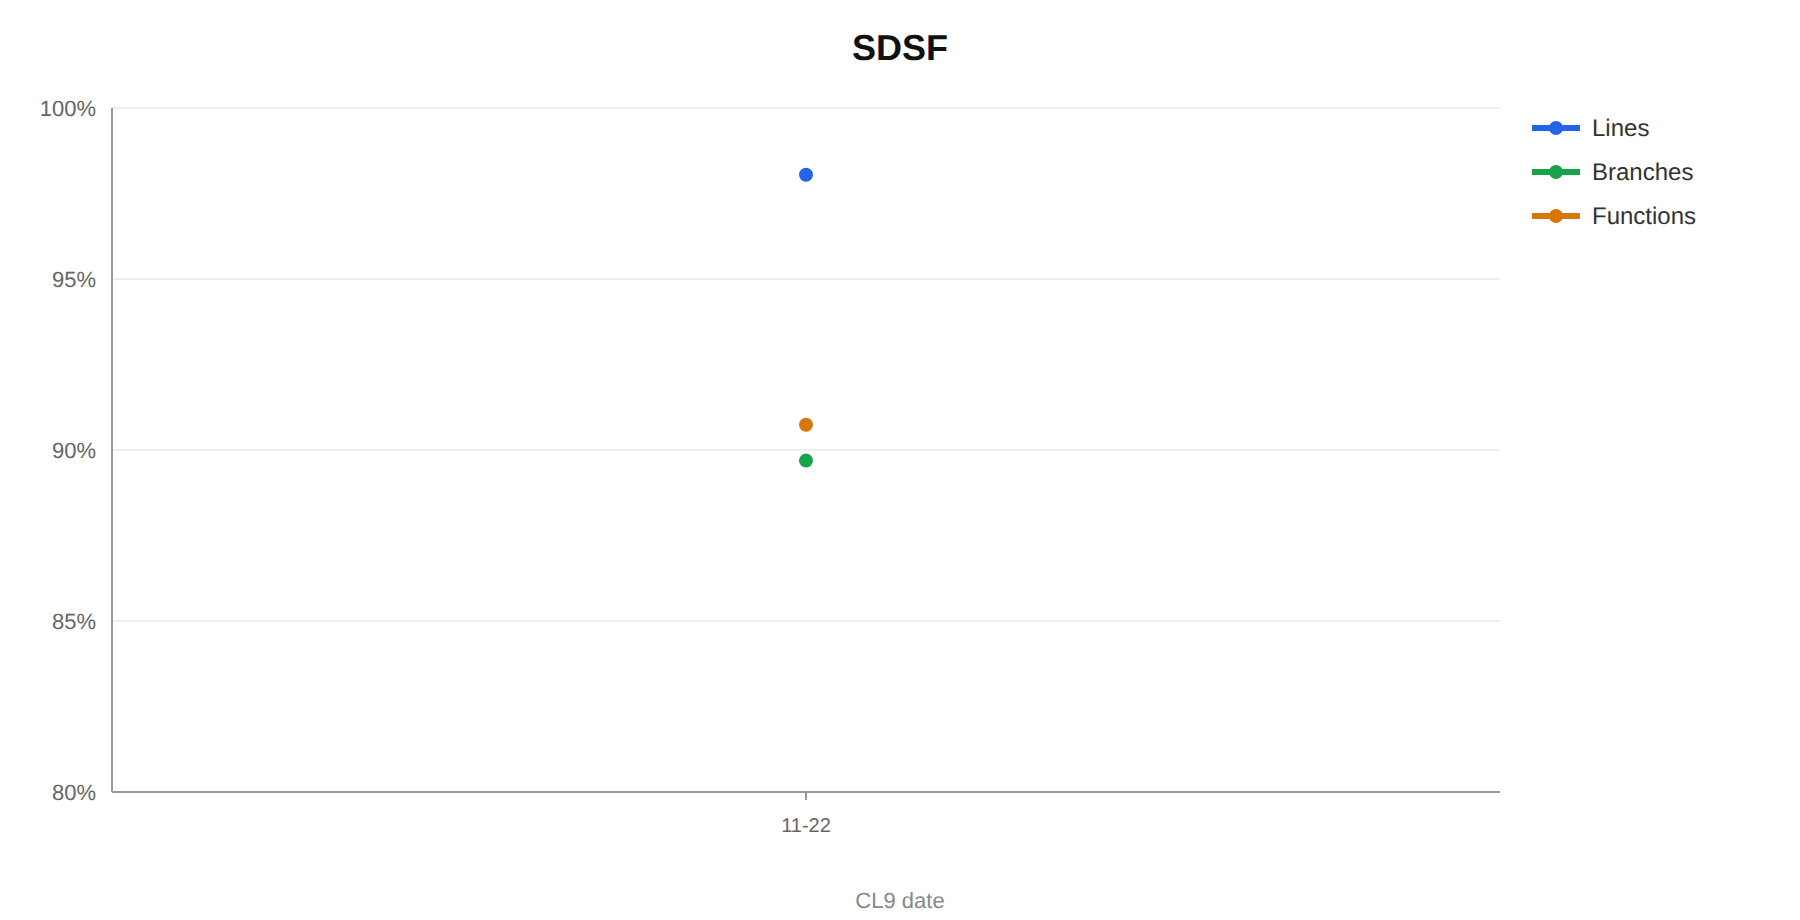 SDSF
100%
95%
90%
85%
80%
11-22
CL9 date
Lines
Branches
Functions